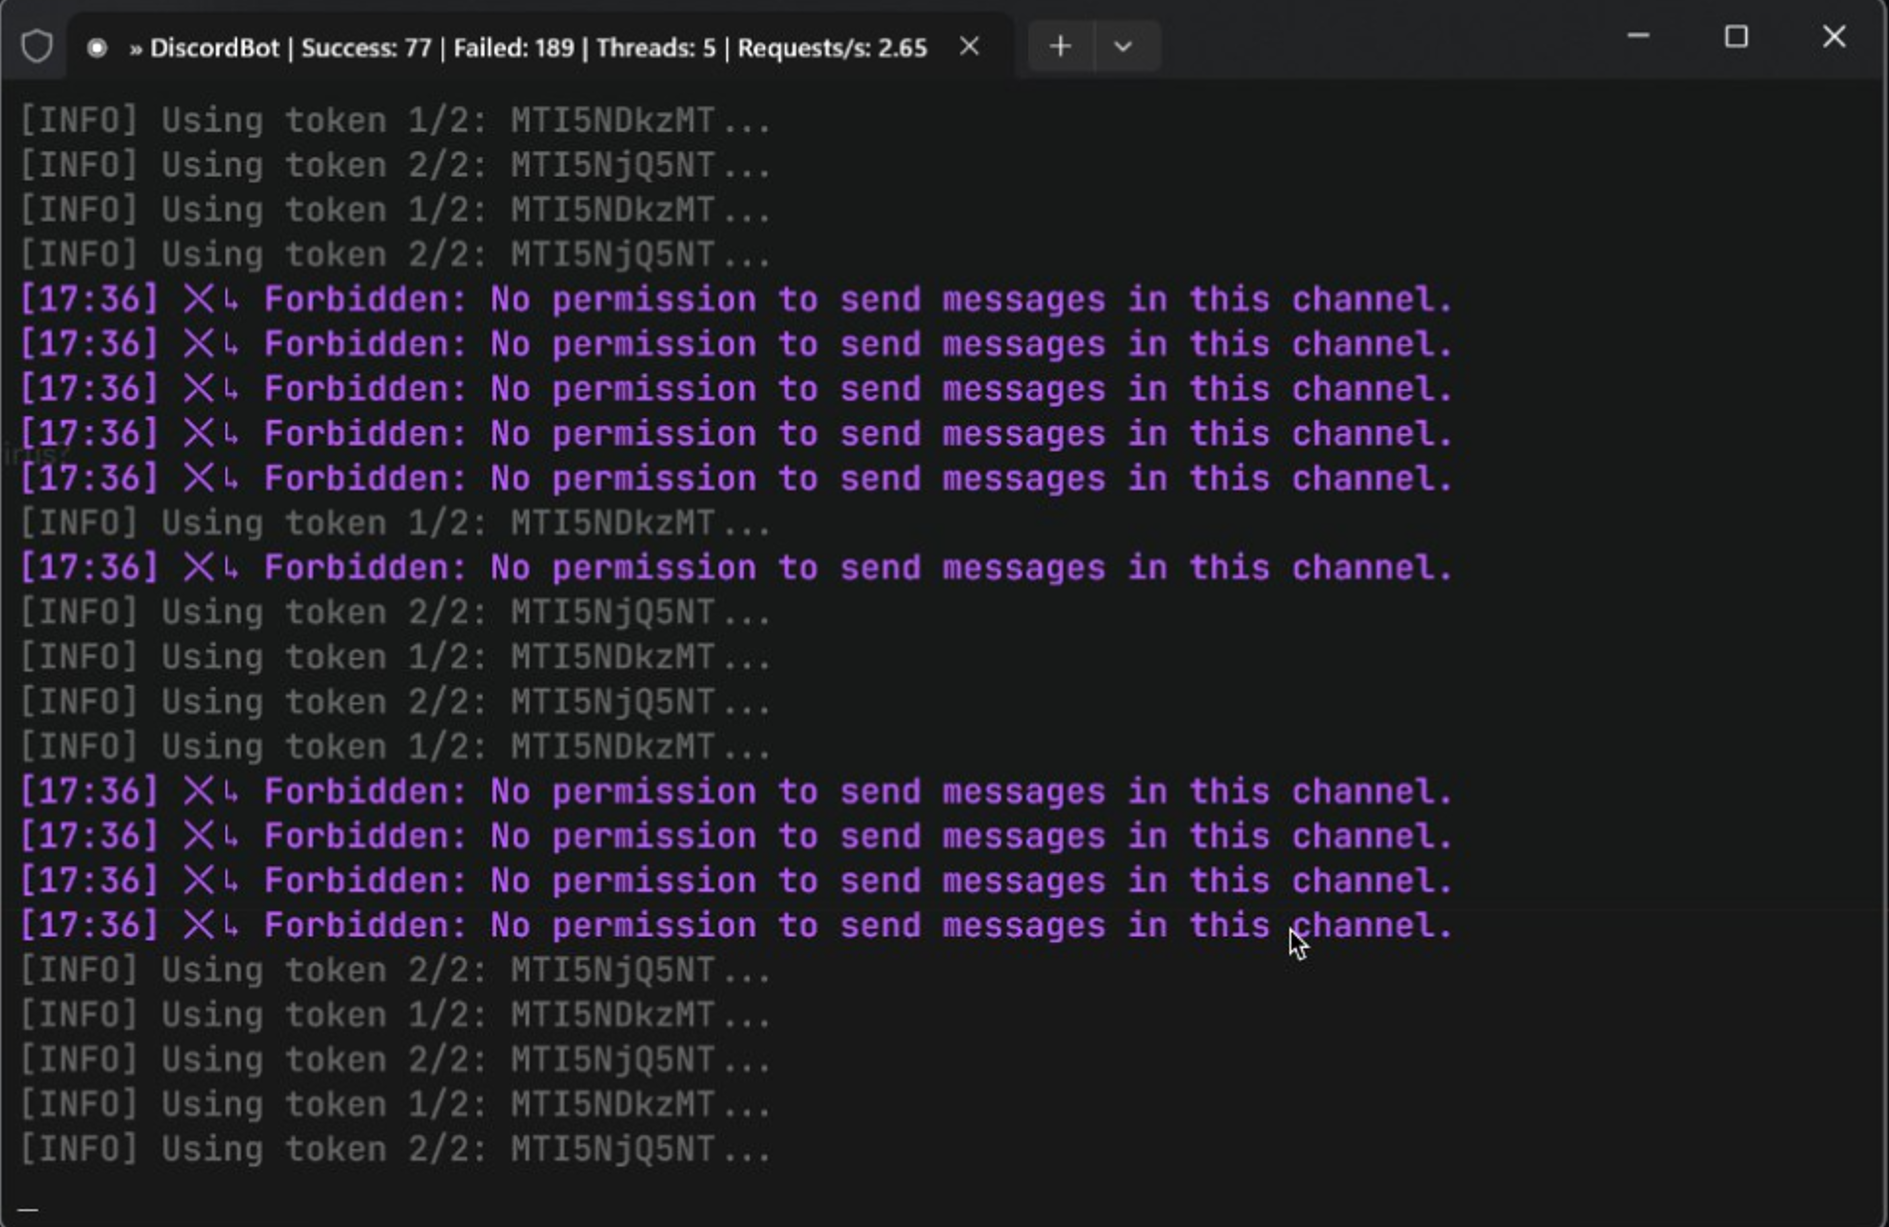 » DiscordBot | Success: 77 | Failed: 189 | Threads: 5 | Requests/s: 2.65
[INFO] Using token 1/2: MTI5NDkzMT...
[INFO] Using token 2/2: MTI5NjQ5NT...
[INFO] Using token 1/2: MTI5NDkzMT...
[INFO] Using token 2/2: MTI5NjQ5NT...
[17:36] ✕↳ Forbidden: No permission to send messages in this channel.
[17:36] ✕↳ Forbidden: No permission to send messages in this channel.
[17:36] ✕↳ Forbidden: No permission to send messages in this channel.
[17:36] ✕↳ Forbidden: No permission to send messages in this channel.
[17:36] ✕↳ Forbidden: No permission to send messages in this channel.
[INFO] Using token 1/2: MTI5NDkzMT...
[17:36] ✕↳ Forbidden: No permission to send messages in this channel.
[INFO] Using token 2/2: MTI5NjQ5NT...
[INFO] Using token 1/2: MTI5NDkzMT...
[INFO] Using token 2/2: MTI5NjQ5NT...
[INFO] Using token 1/2: MTI5NDkzMT...
[17:36] ✕↳ Forbidden: No permission to send messages in this channel.
[17:36] ✕↳ Forbidden: No permission to send messages in this channel.
[17:36] ✕↳ Forbidden: No permission to send messages in this channel.
[17:36] ✕↳ Forbidden: No permission to send messages in this channel.
[INFO] Using token 2/2: MTI5NjQ5NT...
[INFO] Using token 1/2: MTI5NDkzMT...
[INFO] Using token 2/2: MTI5NjQ5NT...
[INFO] Using token 1/2: MTI5NDkzMT...
[INFO] Using token 2/2: MTI5NjQ5NT...